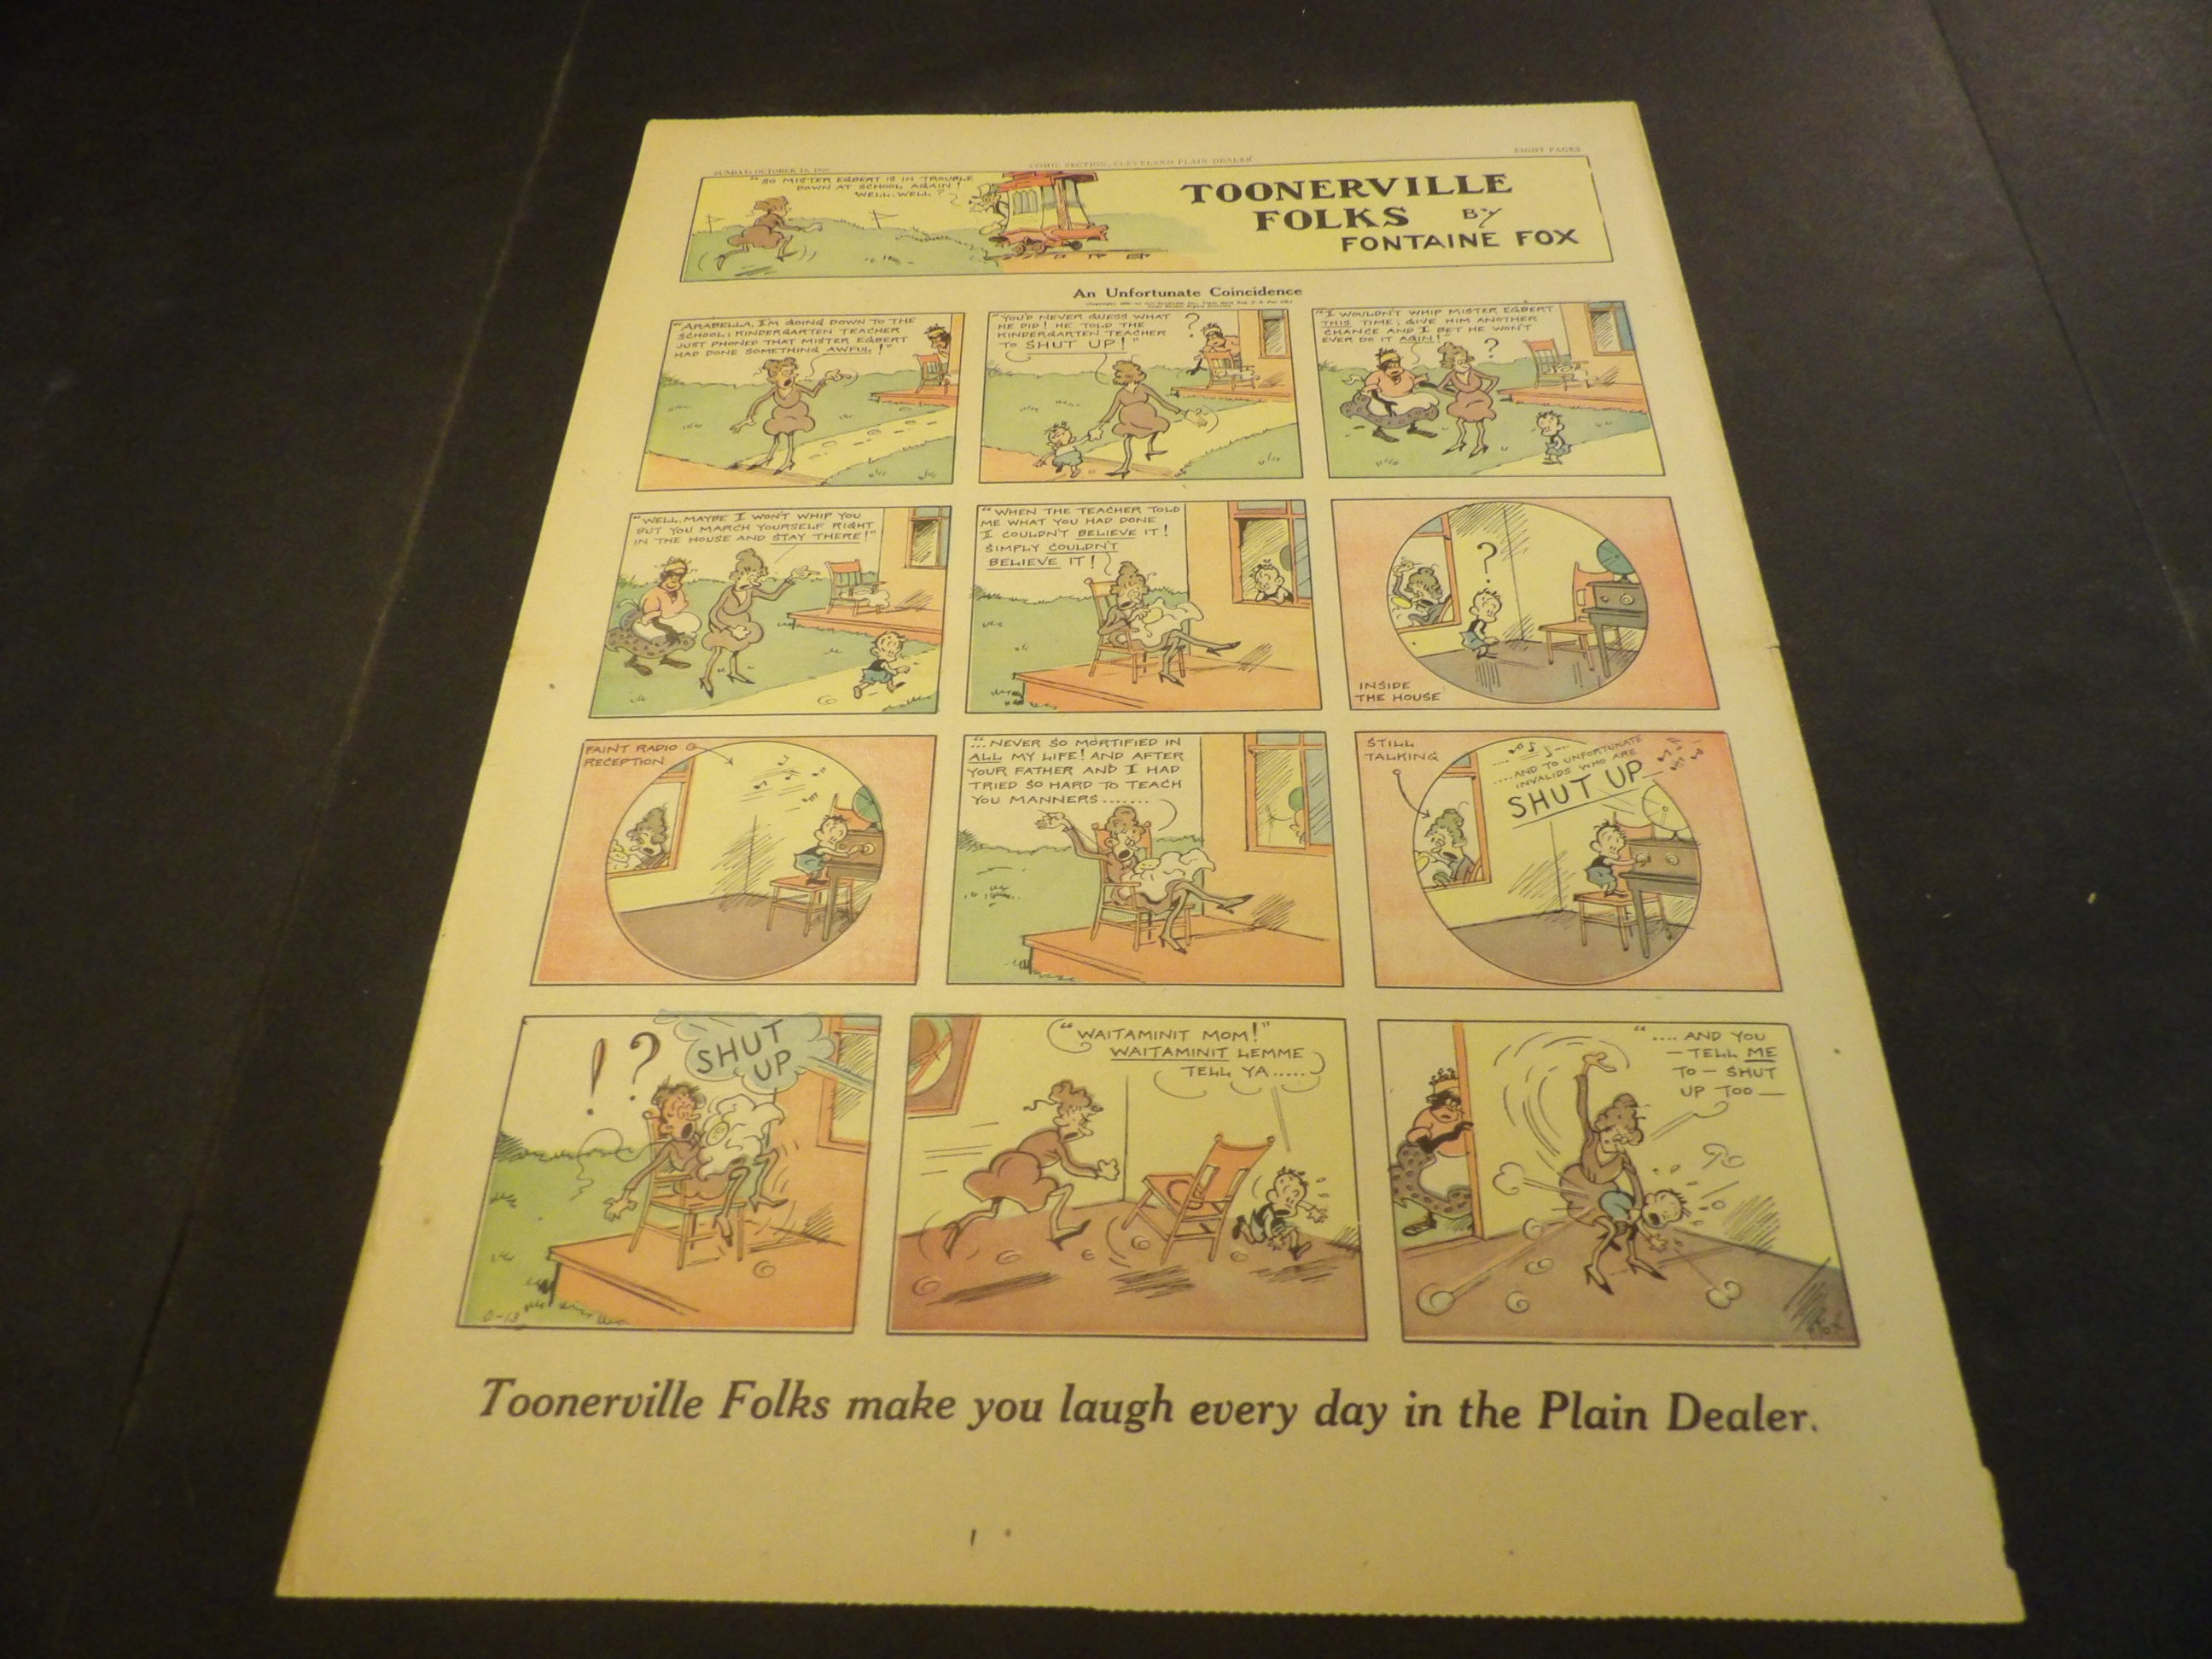 SUNDAY, OCTOBER 13, 1929
COMIC SECTION, CLEVELAND PLAIN DEALER
EIGHT PAGES
"SO MISTER EGBERT IS IN TROUBLE
DOWN AT SCHOOL AGAIN!
WELL, WELL?
TOONERVILLE
FOLKS BY
FONTAINE FOX
An Unfortunate Coincidence
"ARABELLA, I'M GOING DOWN TO THE
SCHOOL; KINDERGARTEN TEACHER
JUST PHONED THAT MISTER EGBERT
HAD DONE SOMETHING AWFUL!"
"YOU'D NEVER GUESS WHAT
HE DID! HE TOLD THE
KINDERGARTEN TEACHER
TO SHUT UP!"
?
"I WOULDN'T WHIP MISTER EGBERT
THIS TIME; GIVE HIM ANOTHER
CHANCE AND I BET HE WON'T
EVER DO IT AGIN!"
?
"WELL, MAYBE I WON'T WHIP YOU
BUT YOU MARCH YOURSELF RIGHT
IN THE HOUSE AND STAY THERE!"
"WHEN THE TEACHER TOLD
ME WHAT YOU HAD DONE
I COULDN'T BELIEVE IT!
SIMPLY COULDN'T
BELIEVE IT!
?
INSIDE
THE HOUSE
FAINT RADIO
RECEPTION
"... NEVER SO MORTIFIED IN
ALL MY LIFE! AND AFTER
YOUR FATHER AND I HAD
TRIED SO HARD TO TEACH
YOU MANNERS.......
STILL
TALKING
....AND TO UNFORTUNATE
INVALIDS WHO ARE
SHUT UP
!?
SHUT
UP
0-13
"WAITAMINIT MOM!"
WAITAMINIT LEMME
TELL YA.....
".... AND YOU
— TELL ME
TO — SHUT
UP TOO —
FOX
Toonerville Folks make you laugh every day in the Plain Dealer.